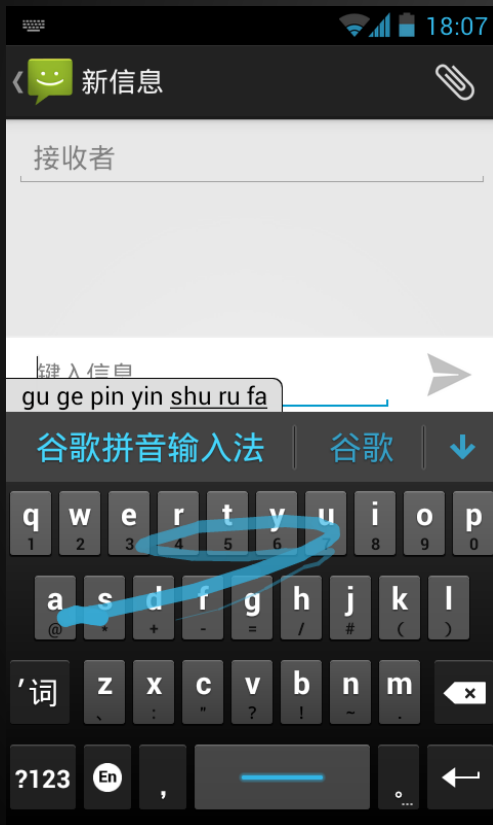 18:07
新信息
接收者
键入信息
gu ge pin yin shu ru fa
谷歌拼音输入法 谷歌
q w e r t y u i o p
1 2 3 4 5 6 7 8 9 0
a s d f g h j k l
@ * + - = / # ( )
'词 z x c v b n m
、 : " ? ! ~ .
?123 En , 。...